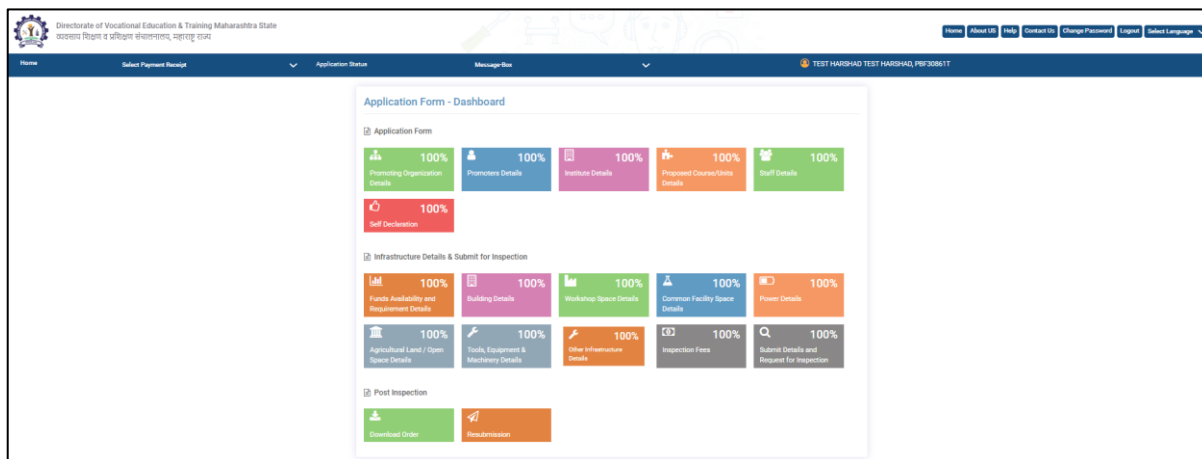 Directorate of Vocational Education & Training Maharashtra State
व्यवसाय शिक्षण व प्रशिक्षण संचालनालय, महाराष्ट्र राज्य
Home About US Help Contact Us Change Password Logout Select Language
Home Select Payment Receipt Application Status Message-Box TEST HARSHAD TEST HARSHAD, PBF30861T
Application Form - Dashboard
Application Form
100% 100% 100% 100% 100%
Promoting Organization Details
Promoters Details
Institute Details
Proposed Course/Units Details
Staff Details
100%
Self Declaration
Infrastructure Details & Submit for Inspection
100% 100% 100% 100% 100%
Funds Availability and Requirement Details
Building Details
Workshop Space Details
Common Facility Space Details
Power Details
100% 100% 100% 100% 100%
Agricultural Land / Open Space Details
Tools, Equipment & Machinery Details
Other Infrastructure Details
Inspection Fees
Submit Details and Request for Inspection
Post Inspection
Download Order
Resubmission